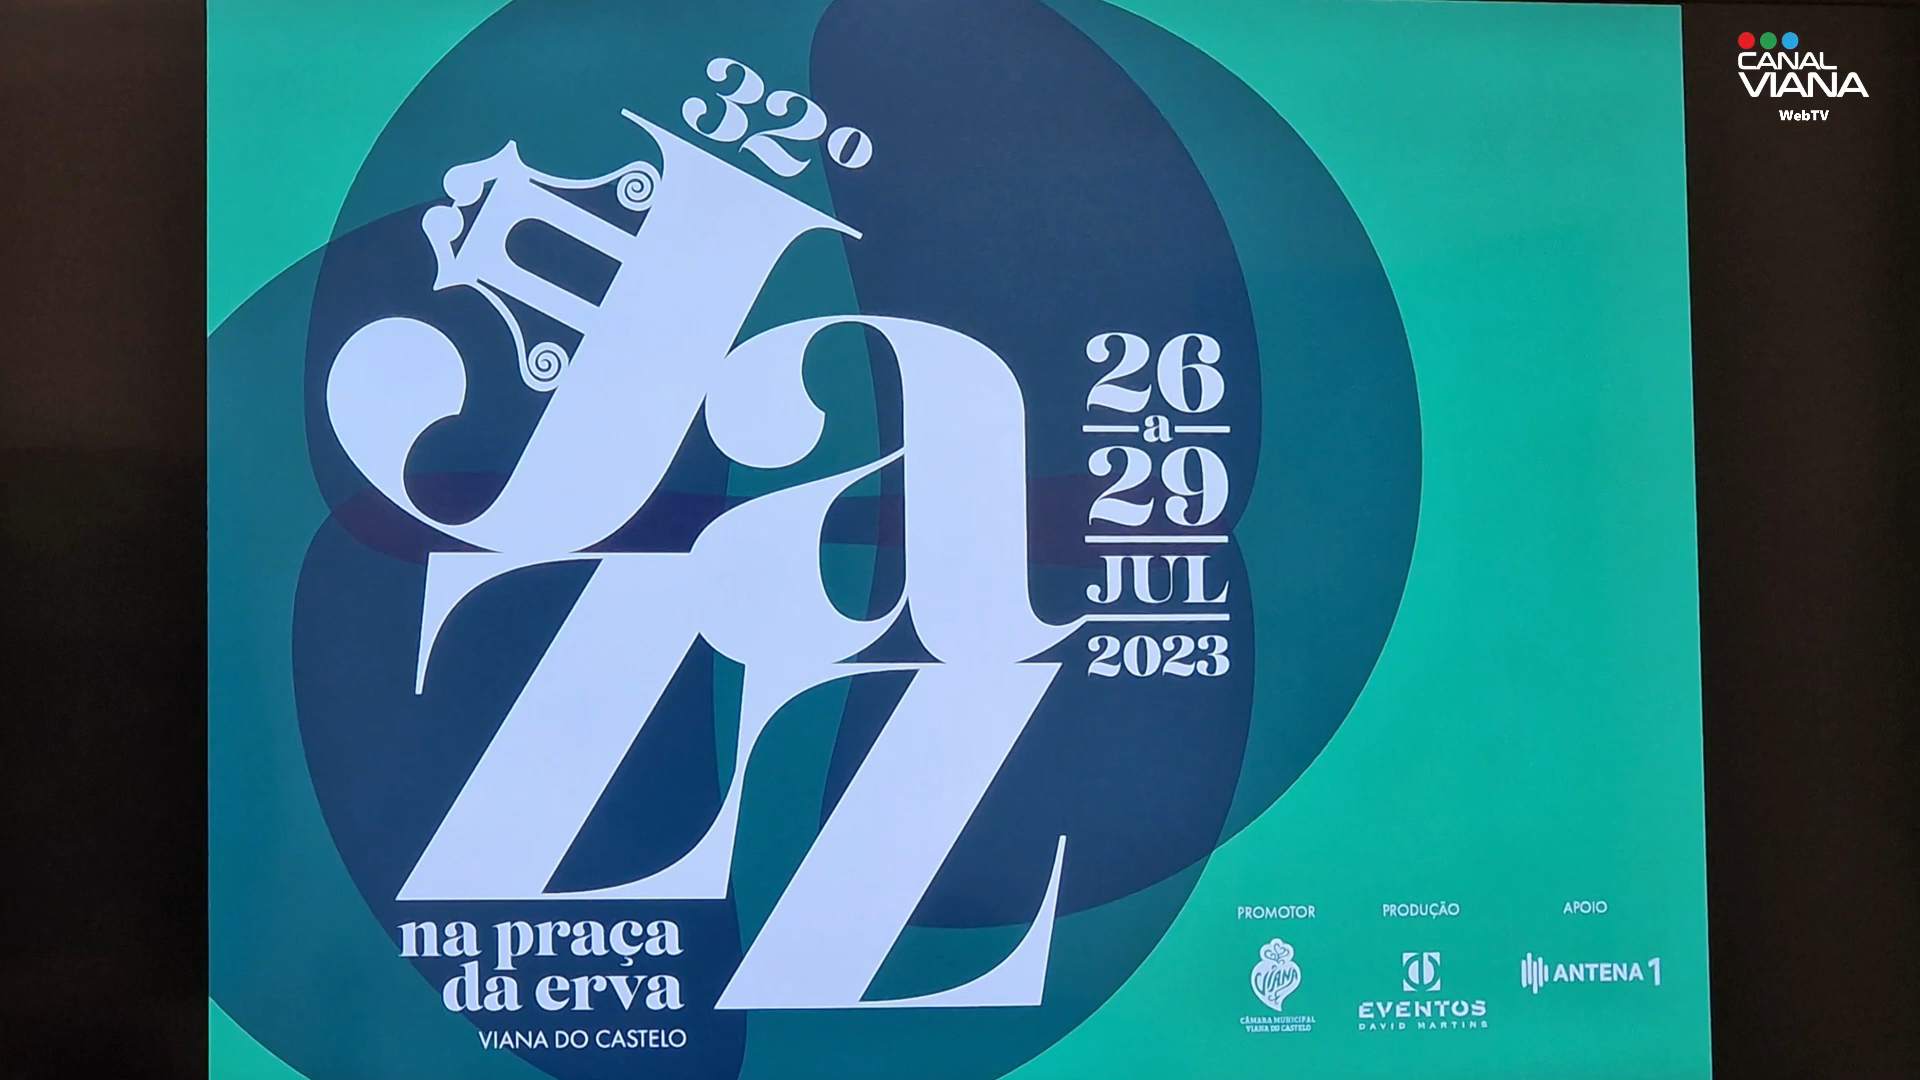 CANAL
VIANA
WebTV
32º
Jazz
na praça
da erva
VIANA DO CASTELO
26
a
29
JUL
2023
PROMOTOR
VIANA
CÂMARA MUNICIPAL
VIANA DO CASTELO
PRODUÇÃO
EVENTOS
DAVID MARTINS
APOIO
ANTENA 1